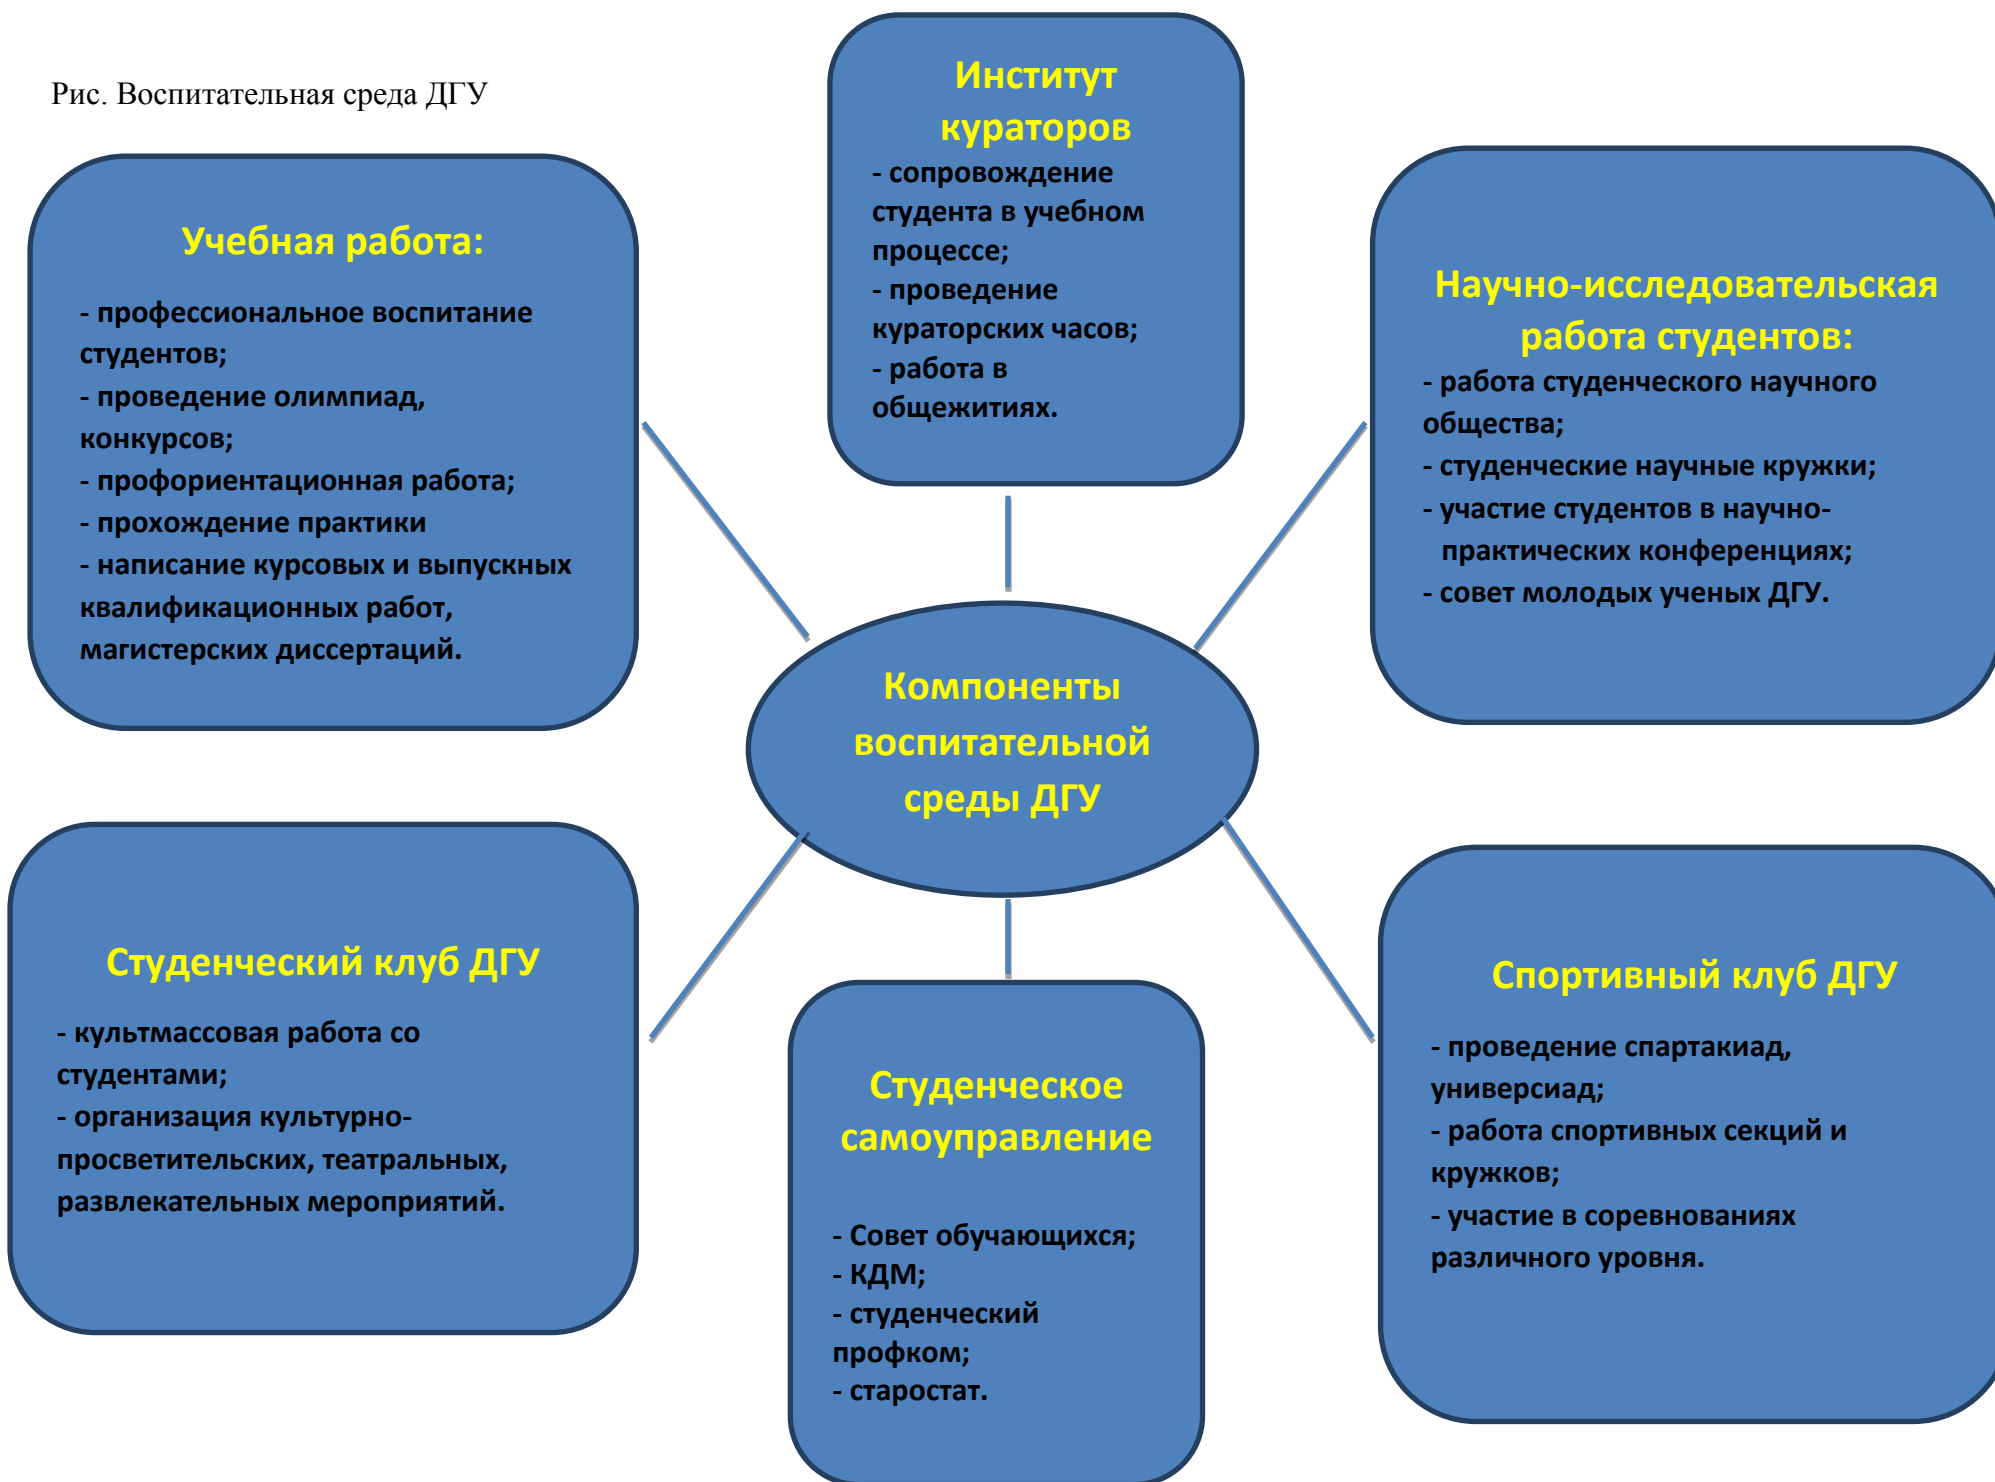 Рис. Воспитательная среда ДГУ
Учебная работа:
- профессиональное воспитание
студентов;
- проведение олимпиад,
конкурсов;
- профориентационная работа;
- прохождение практики
- написание курсовых и выпускных
квалификационных работ,
магистерских диссертаций.
Институт
кураторов
- сопровождение
студента в учебном
процессе;
- проведение
кураторских часов;
- работа в
общежитиях.
Научно-исследовательская
работа студентов:
- работа студенческого научного
общества;
- студенческие научные кружки;
- участие студентов в научно-
практических конференциях;
- совет молодых ученых ДГУ.
Компоненты
воспитательной
среды ДГУ
Студенческий клуб ДГУ
- культмассовая работа со
студентами;
- организация культурно-
просветительских, театральных,
развлекательных мероприятий.
Студенческое
самоуправление
- Совет обучающихся;
- КДМ;
- студенческий
профком;
- старостат.
Спортивный клуб ДГУ
- проведение спартакиад,
универсиад;
- работа спортивных секций и
кружков;
- участие в соревнованиях
различного уровня.